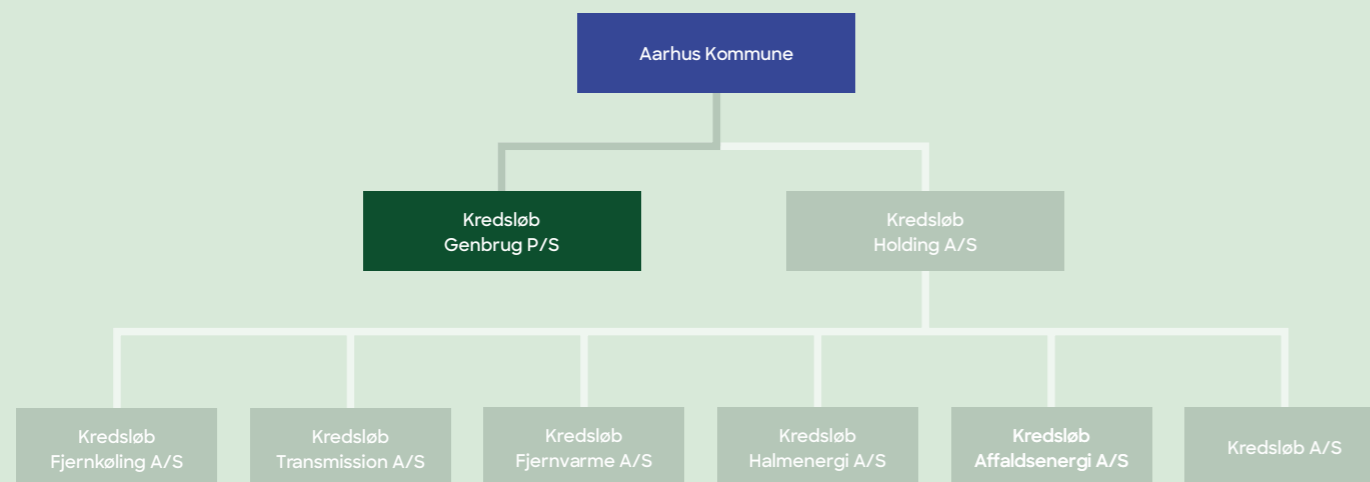 Aarhus Kommune
Kredsløb
Genbrug P/S
Kredsløb
Holding A/S
Kredsløb
Fjernkøling A/S
Kredsløb
Transmission A/S
Kredsløb
Fjernvarme A/S
Kredsløb
Halmenergi A/S
Kredsløb
Affaldsenergi A/S
Kredsløb A/S